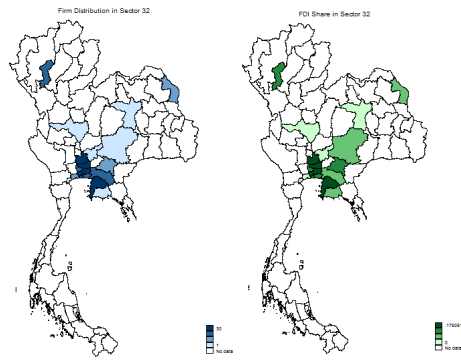 Firm Distribution in Sector 32
FDI Share in Sector 32
30
1
No data
0
No data